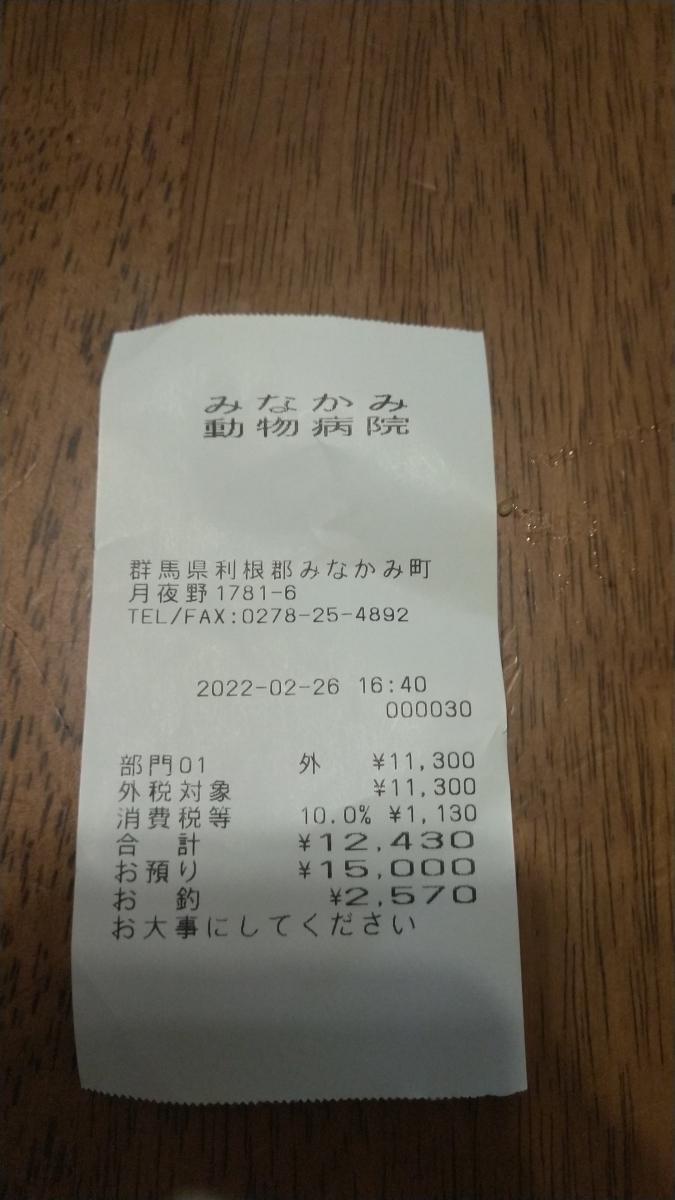 みなかみ
動物病院
群馬県利根郡みなかみ町
月夜野1781-6
TEL/FAX:0278-25-4892
2022-02-26 16:40
000030
部門01 外 ¥11,300
外税対象 ¥11,300
消費税等 10.0% ¥1,130
合 計 ¥12,430
お預り ¥15,000
お 釣 ¥2,570
お大事にしてください